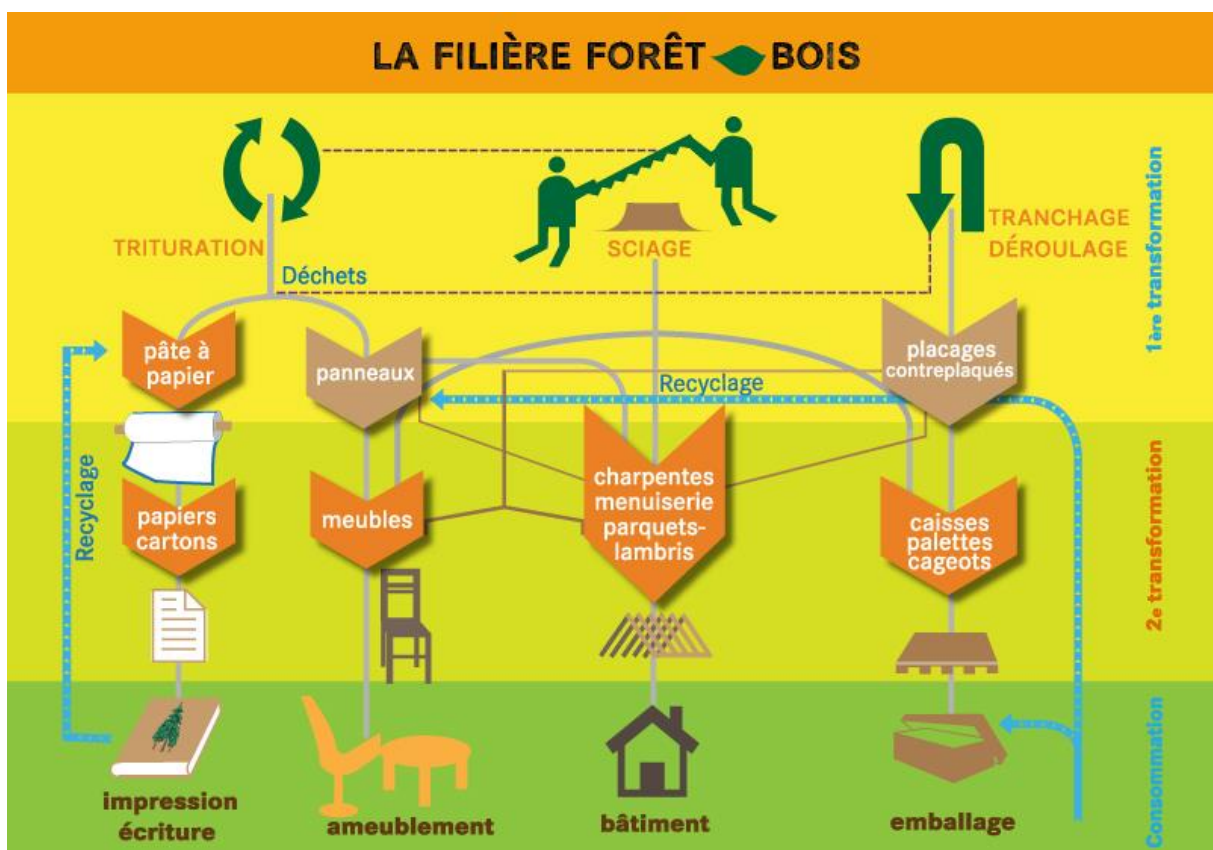 LA FILIÈRE FORÊT BOIS
TRITURATION
SCIAGE
TRANCHAGE
DÉROULAGE
1ère transformation
Déchets
pâte à
papier
panneaux
placages
contreplaqués
Recyclage
Recyclage
papiers
cartons
meubles
charpentes
menuiserie
parquets-
lambris
caisses
palettes
cageots
2e transformation
impression
écriture
ameublement
bâtiment
emballage
Consommation